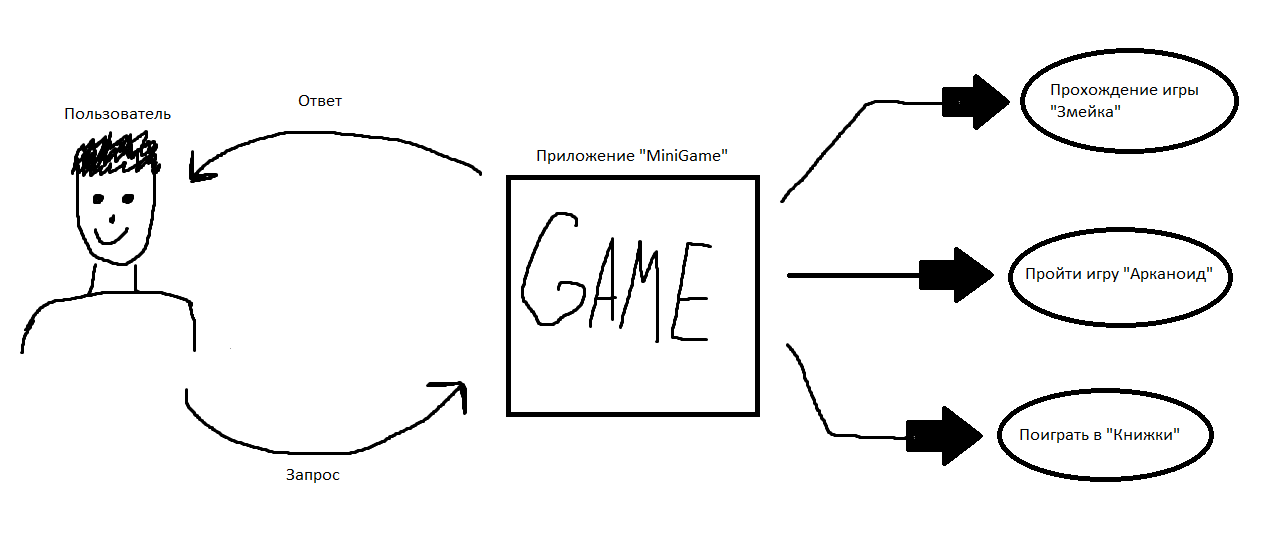 Пользователь
Ответ
Приложение "MiniGame"
GAME
Запрос
Прохождение игры
"Змейка"
Пройти игру "Арканоид"
Поиграть в "Книжки"